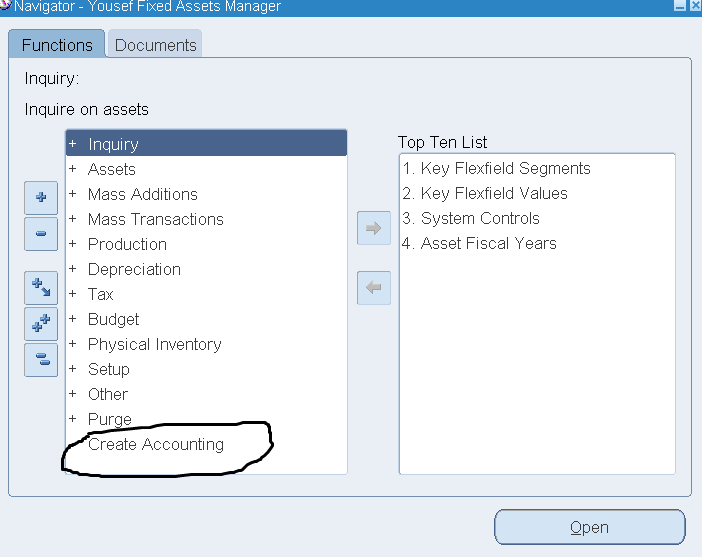 Navigator - Yousef Fixed Assets Manager
Functions
Documents
Inquiry:
Inquire on assets
+ Inquiry
+ Assets
+ Mass Additions
+ Mass Transactions
+ Production
+ Depreciation
+ Tax
+ Budget
+ Physical Inventory
+ Setup
+ Other
+ Purge
Create Accounting
Top Ten List
1. Key Flexfield Segments
2. Key Flexfield Values
3. System Controls
4. Asset Fiscal Years
Open